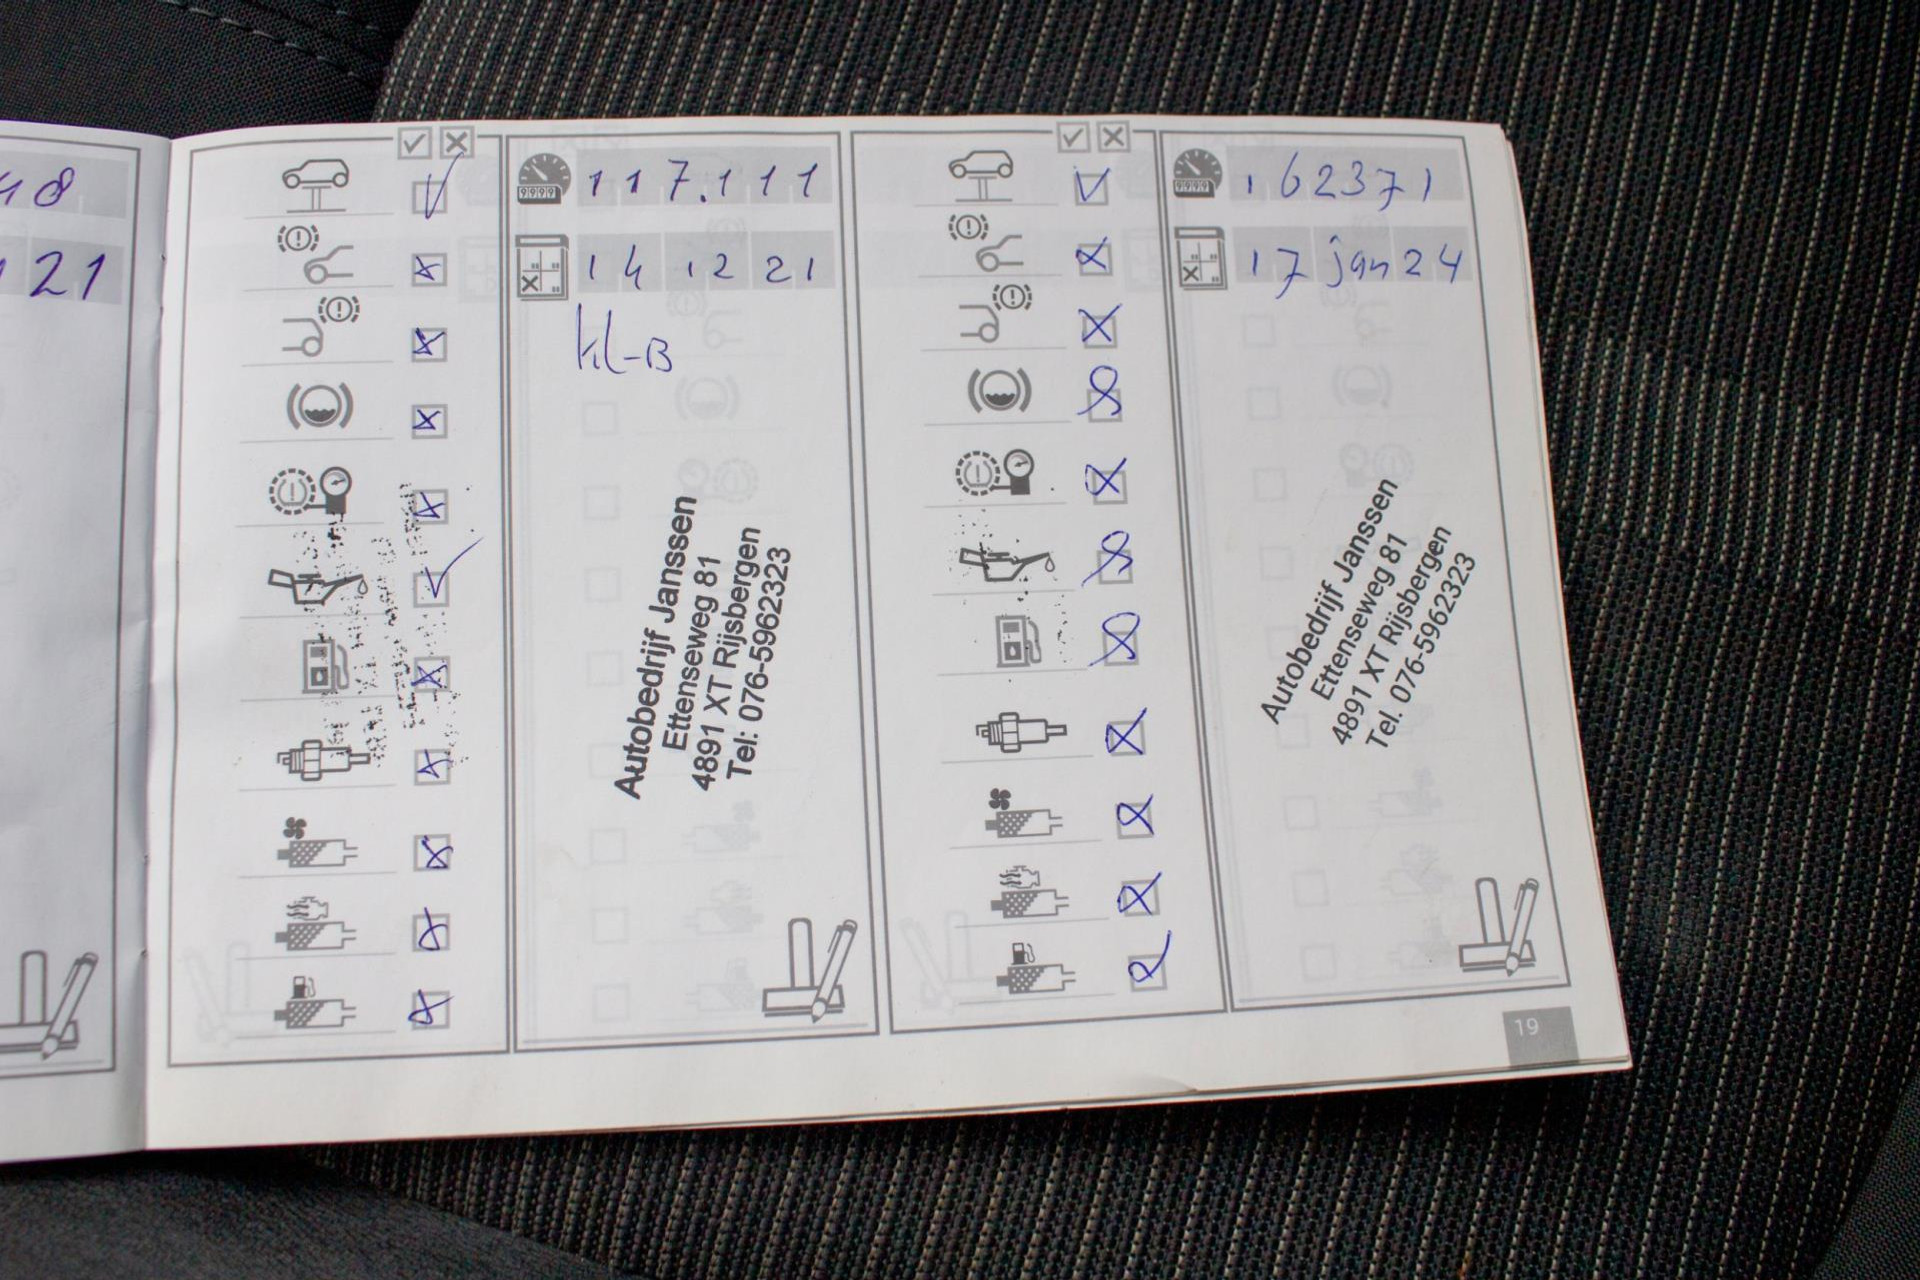 48
121
117.111
14 12 21
kl-B
Autobedrijf Janssen
Ettenseweg 81
4891 XT Rijsbergen
Tel: 076-5962323
162371
17 jan 24
Autobedrijf Janssen
Ettenseweg 81
4891 XT Rijsbergen
Tel. 076-5962323
19